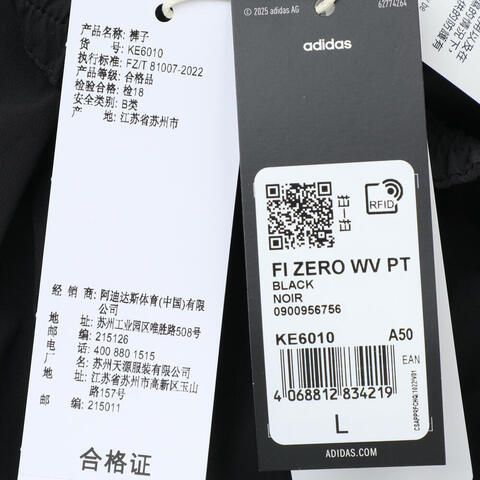 产品名: 裤子
货 号: KE6010
执行标准: FZ/T 81007-2022
产品等级: 合格品
检验合格: 检18
安全类别: B类
产 地: 江苏省苏州市
经 销 商: 阿迪达斯体育(中国)有限
公司
地址: 苏州工业园区唯胜路508号
邮编: 215126
电话: 400 880 1515
厂名: 苏州天源服装有限公司
地址: 江苏省苏州市高新区玉山
路157号
邮编: 215011
合格证
© 2025 adidas AG
62774264
adidas
RFID
FI ZERO WV PT
BLACK
NOIR
0900956756
KE6010 A50
EAN
4 068812 834219
L
CSAPPRFCHQ/1022V01
ADIDAS.COM/SIZING